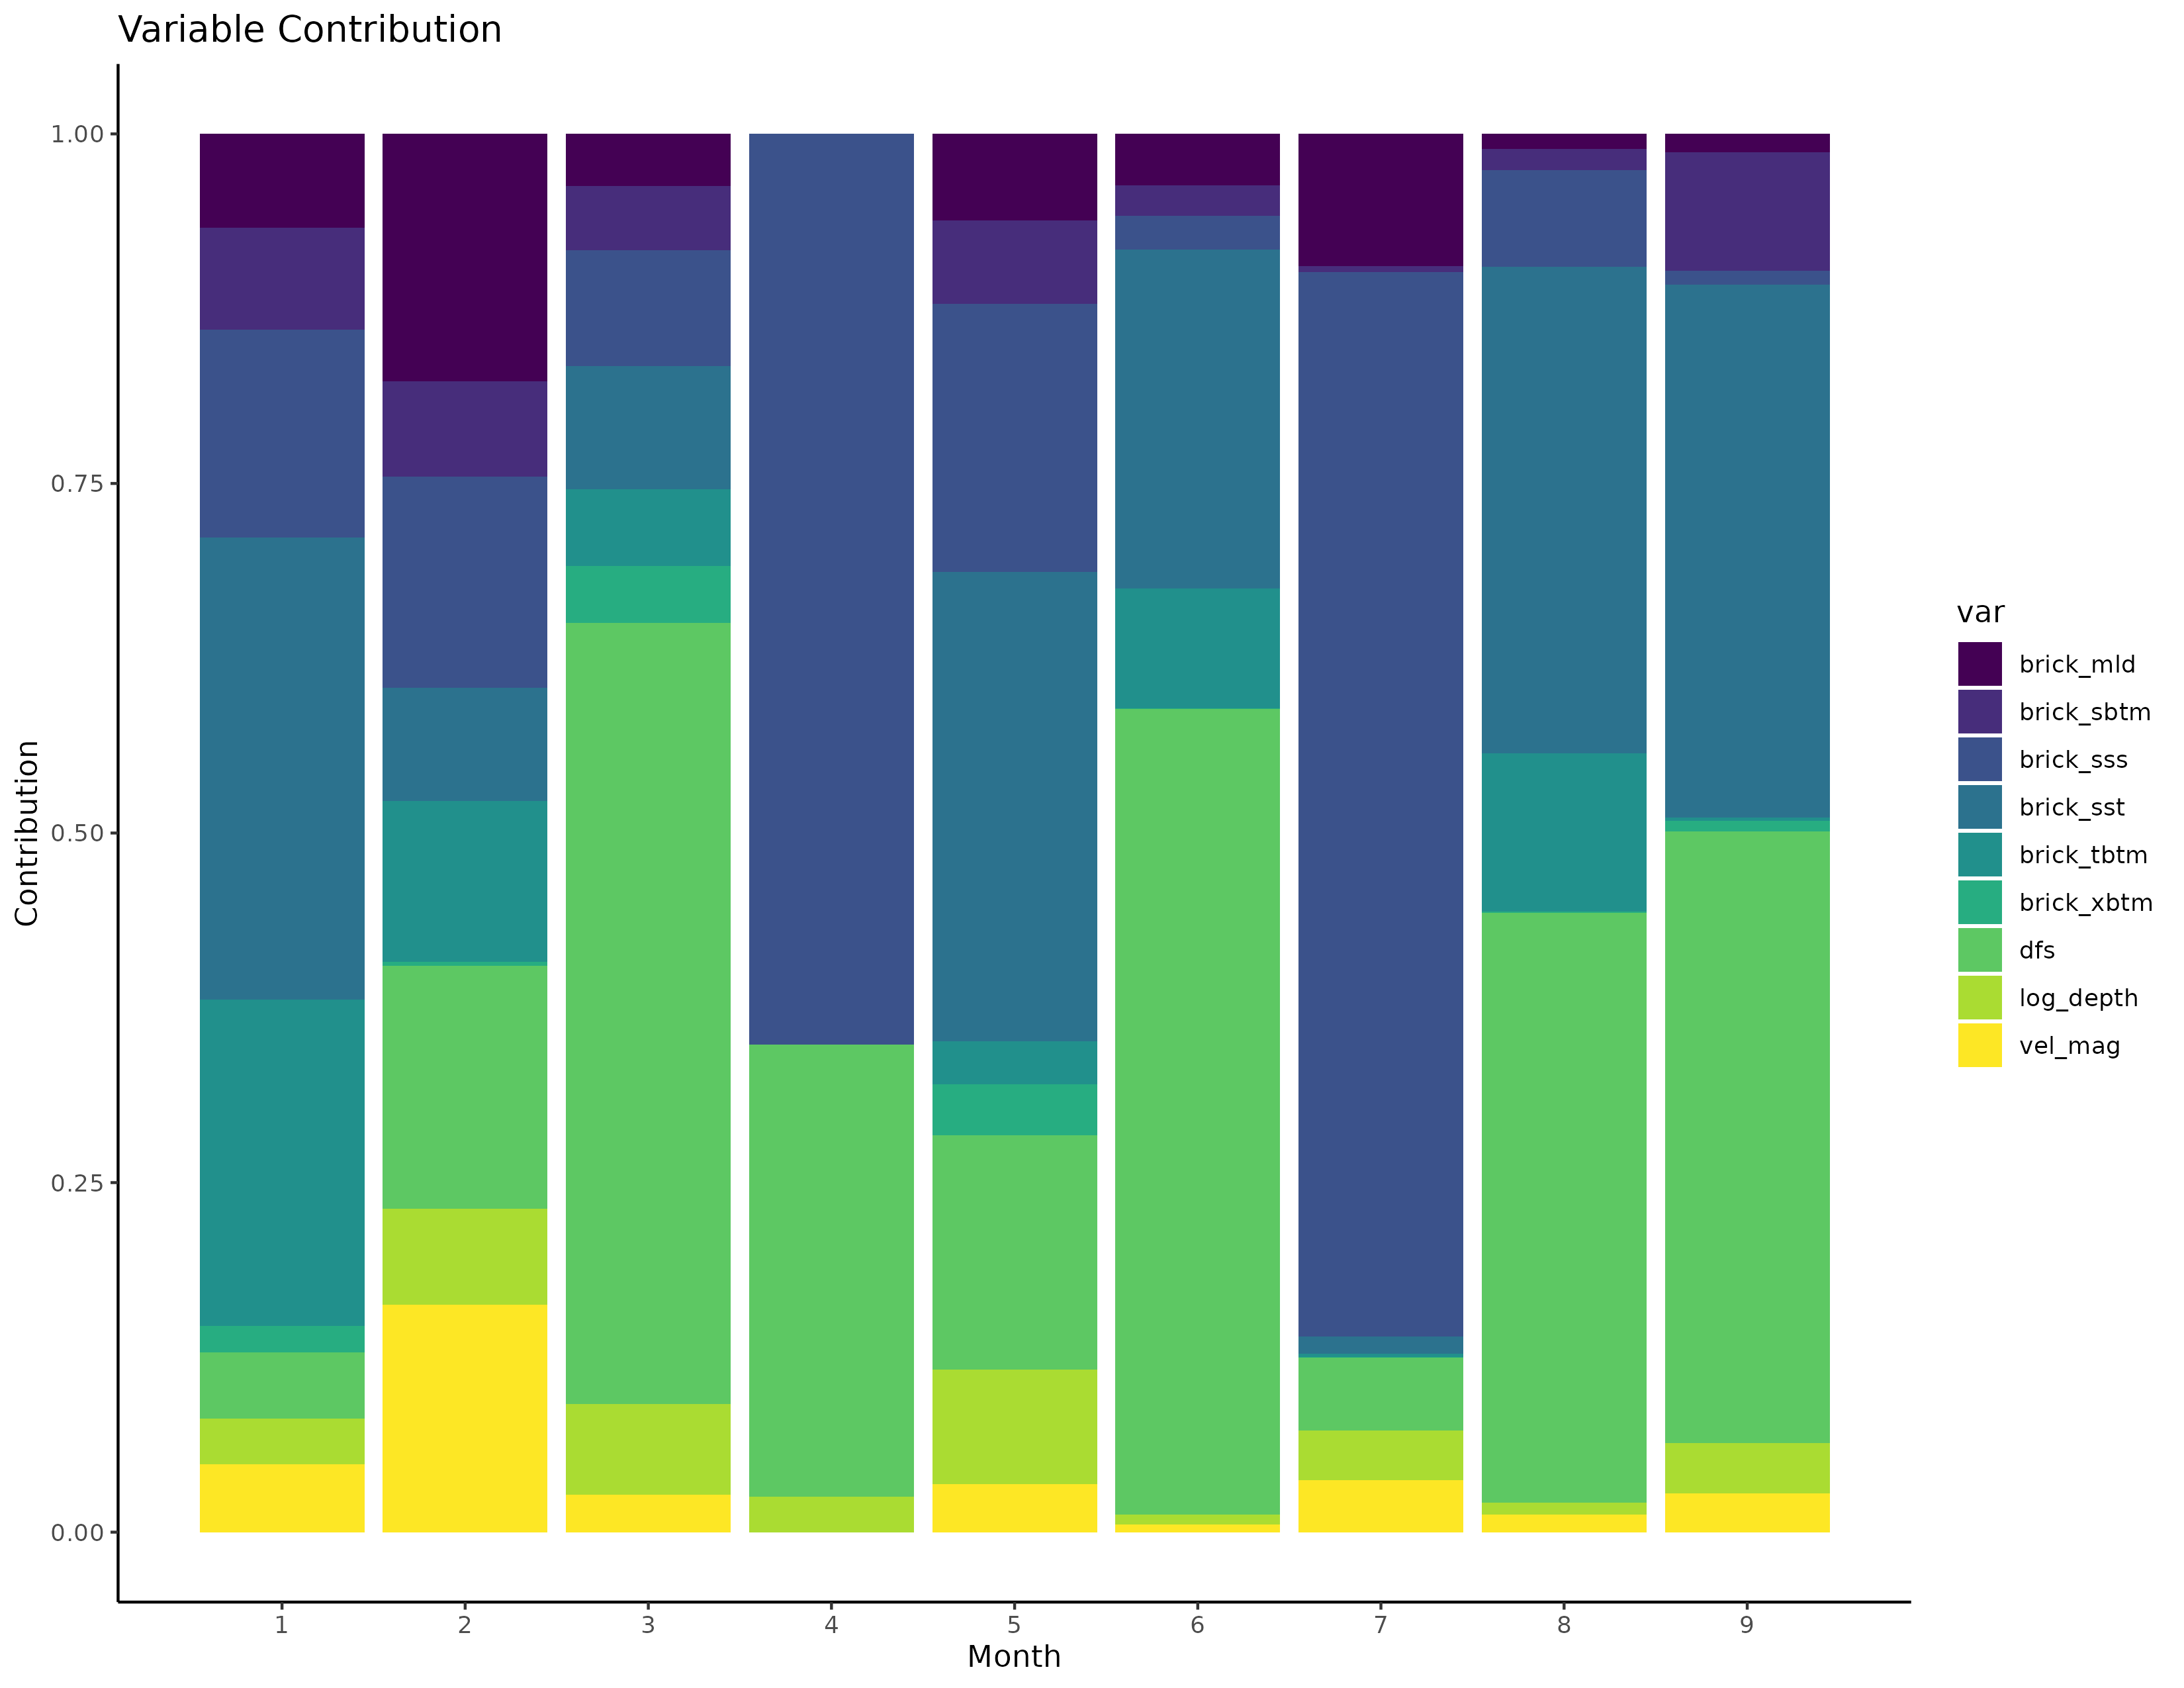 Variable Contribution
1.00
0.75
0.50
0.25
0.00
Contribution
1 2 3 4 5 6 7 8 9
Month
var
brick_mld
brick_sbtm
brick_sss
brick_sst
brick_tbtm
brick_xbtm
dfs
log_depth
vel_mag